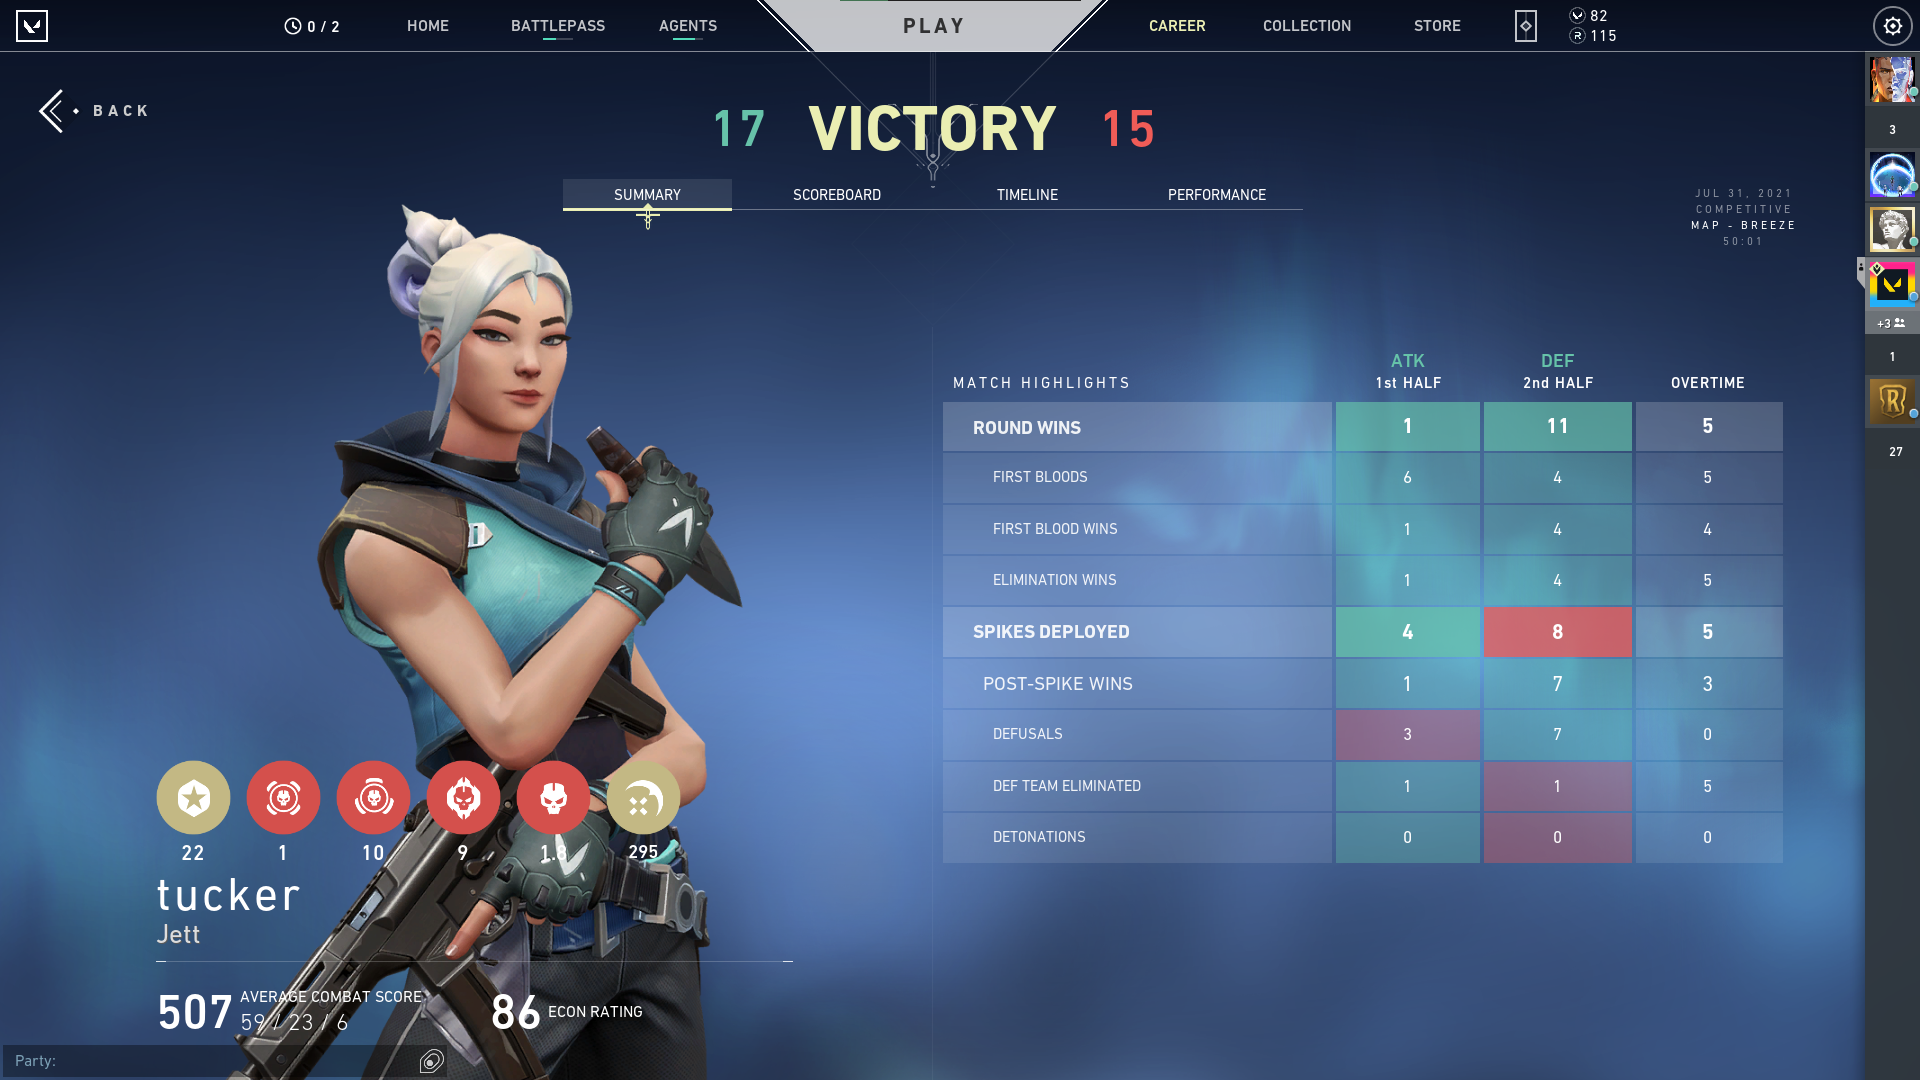 0 / 2
HOME
BATTLEPASS
AGENTS
PLAY
CAREER
COLLECTION
STORE
82
R 115
BACK
17 VICTORY 15
SUMMARY
SCOREBOARD
TIMELINE
PERFORMANCE
JUL 31, 2021
COMPETITIVE
MAP - BREEZE
50:01
3
+3
1
R
27
ATK DEF
MATCH HIGHLIGHTS 1st HALF 2nd HALF OVERTIME
ROUND WINS 1 11 5
FIRST BLOODS 6 4 5
FIRST BLOOD WINS 1 4 4
ELIMINATION WINS 1 4 5
SPIKES DEPLOYED 4 8 5
POST-SPIKE WINS 1 7 3
DEFUSALS 3 7 0
DEF TEAM ELIMINATED 1 1 5
DETONATIONS 0 0 0
22 1 10 9 1.8 295
tucker
Jett
507 AVERAGE COMBAT SCORE
59 / 23 / 6
86 ECON RATING
Party: